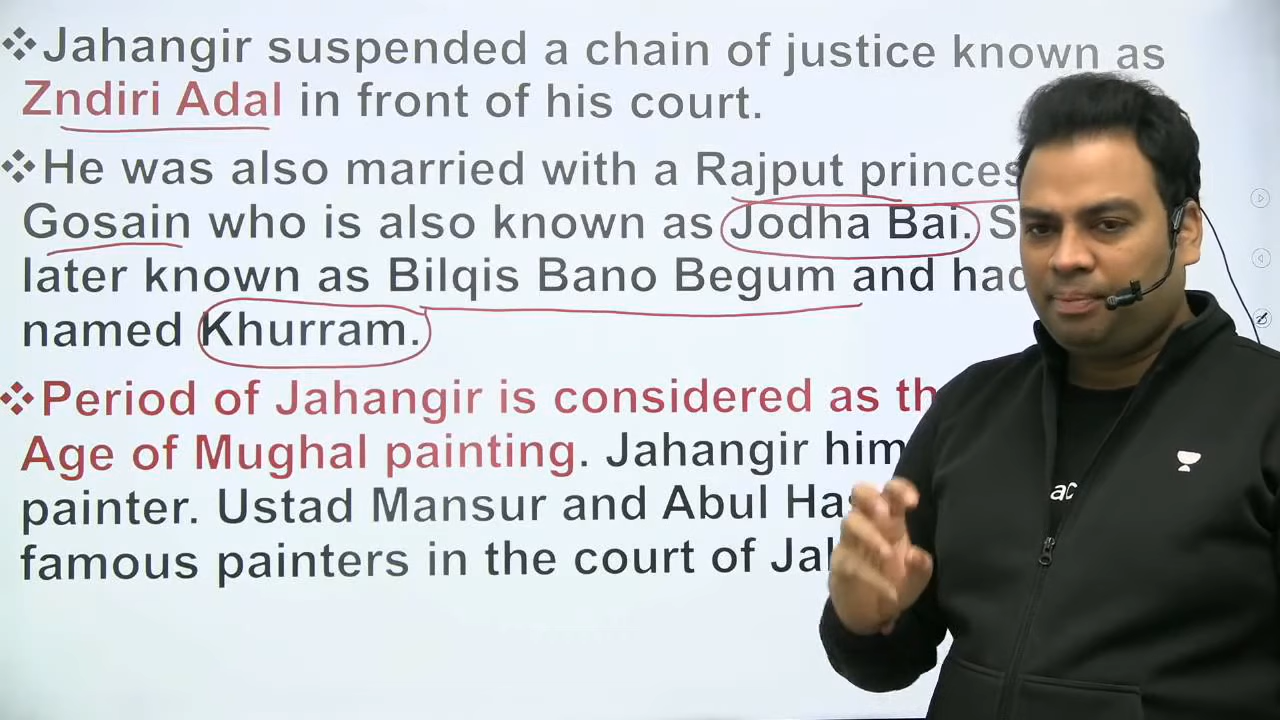 ❖Jahangir suspended a chain of justice known as
Zndiri Adal in front of his court.
❖He was also married with a Rajput princes
Gosain who is also known as Jodha Bai. S
later known as Bilqis Bano Begum and had
named Khurram.
❖Period of Jahangir is considered as th
Age of Mughal painting. Jahangir him
painter. Ustad Mansur and Abul Has
famous painters in the court of Jah
ac